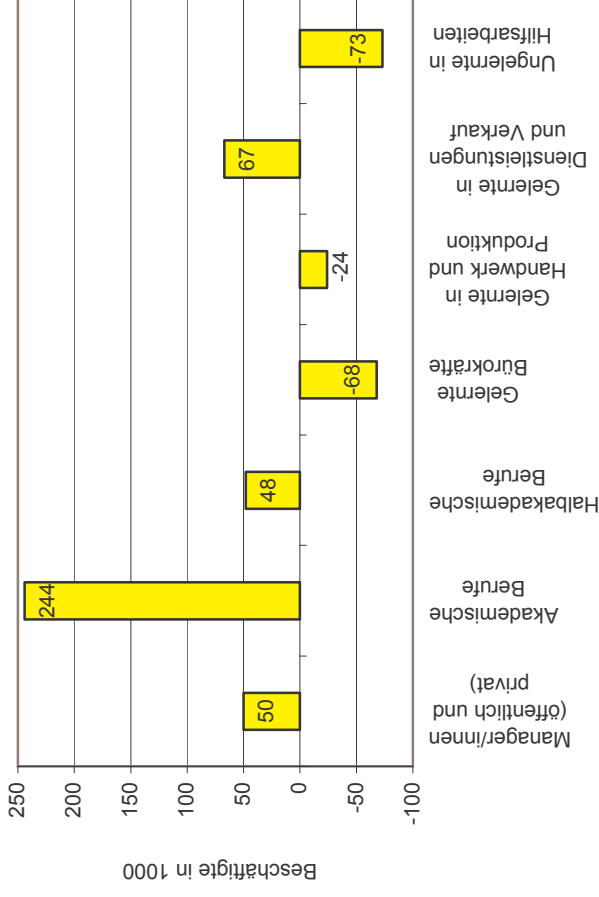 Beschäftigte in 1000
250
200
150
100
50
0
-50
-100
50
244
48
-68
-24
67
-73
Manager/innen
(öffentlich und
privat)
Akademische
Berufe
Halbakademische
Berufe
Gelernte
Bürokräfte
Gelernte in
Handwerk und
Produktion
Gelernte in
Dienstleistungen
und Verkauf
Ungelernte in
Hilfsarbeiten